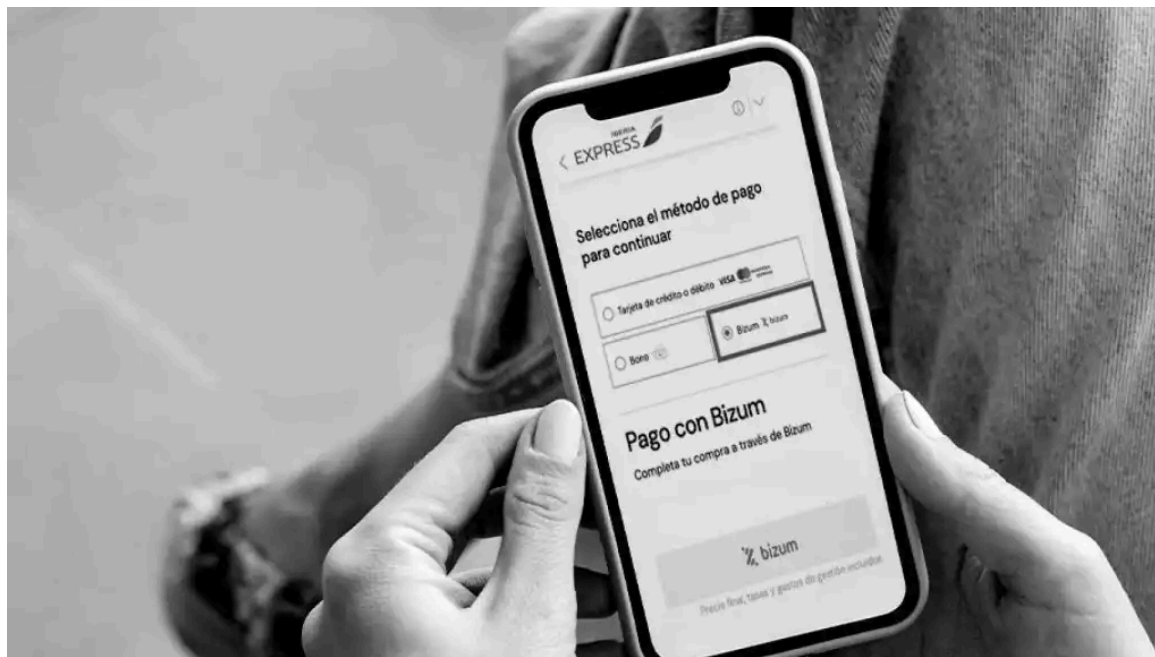 IBERIA
EXPRESS
Selecciona el método de pago
para continuar
Tarjeta de crédito o débito VISA
Bono
Bizum bizum
Pago con Bizum
Completa tu compra a través de Bizum
bizum
Precio final, tasas y gastos de gestión incluidos